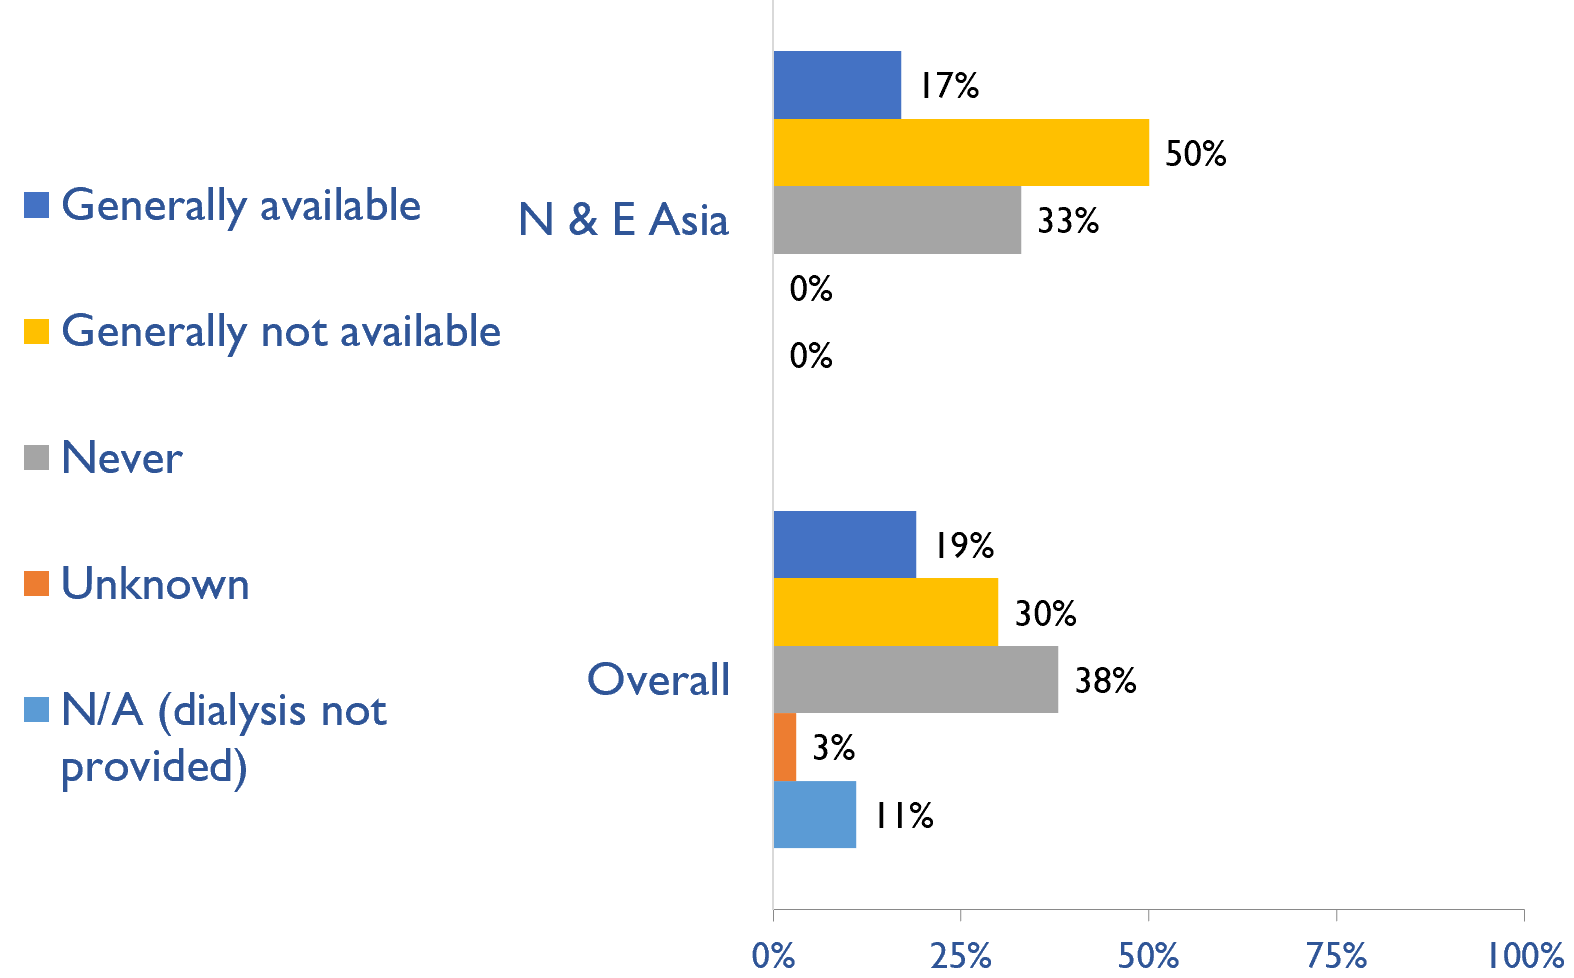 Generally available
Generally not available
Never
Unknown
N/A (dialysis not
provided)
N & E Asia
17%
50%
33%
0%
0%
Overall
19%
30%
38%
3%
11%
0%
25%
50%
75%
100%